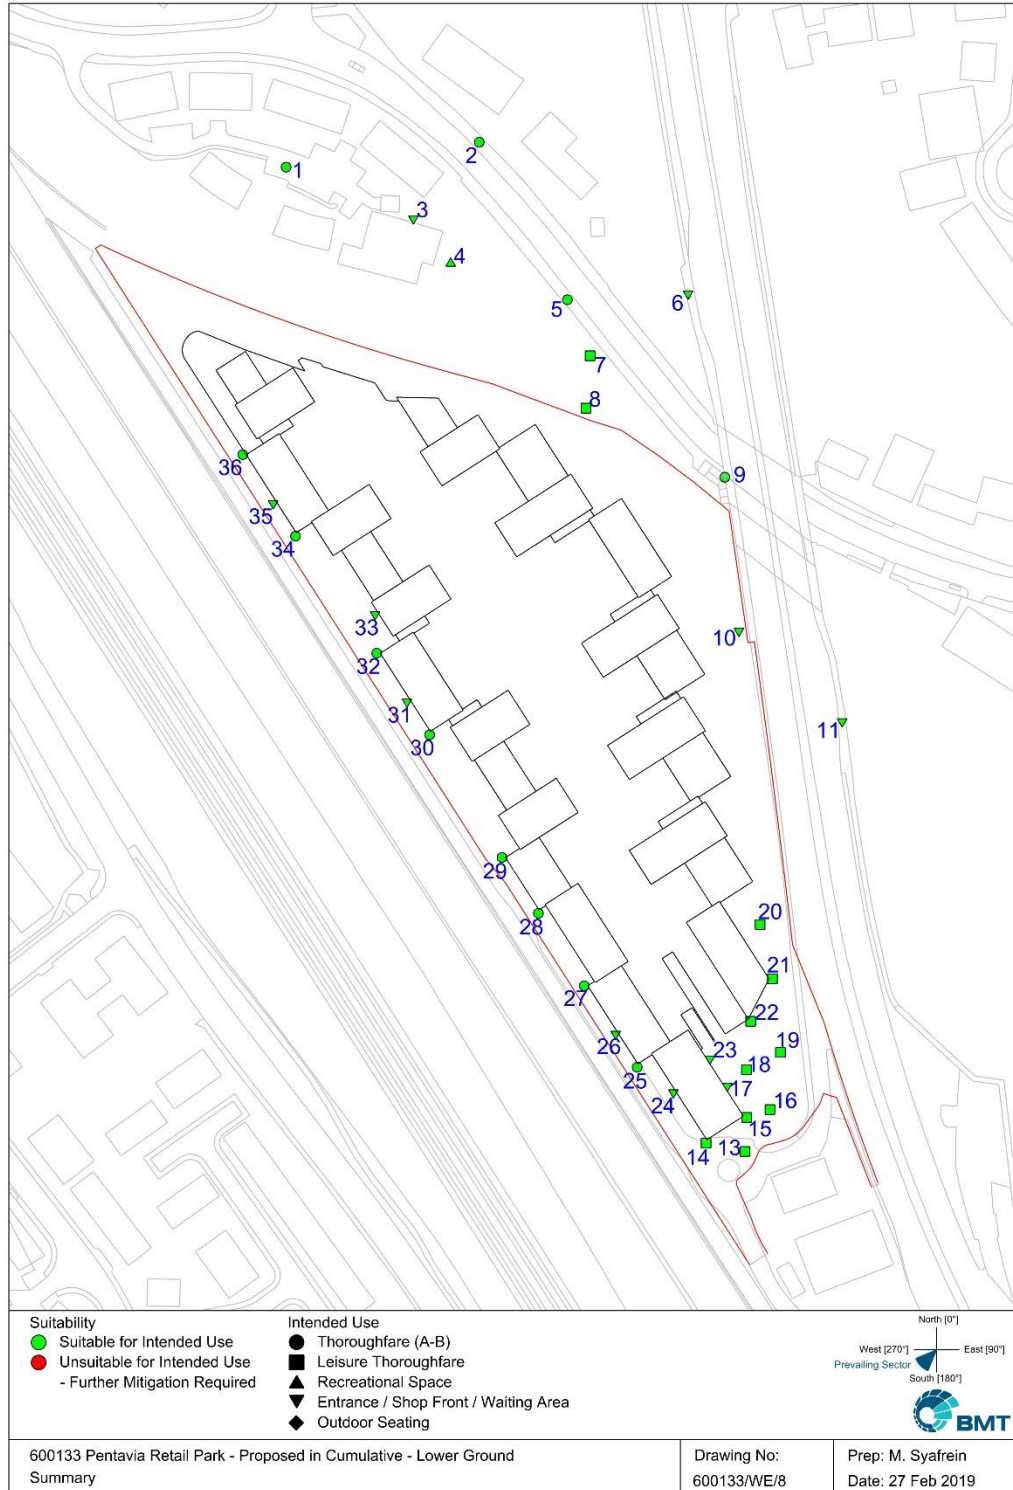 1
2
3
4
5
6
7
8
9
10
11
36
35
34
33
32
31
30
29
28
27
26
25
24
20
21
22
19
23
18
17
16
15
14
13
Suitability
Suitable for Intended Use
Unsuitable for Intended Use
- Further Mitigation Required
Intended Use
Thoroughfare (A-B)
Leisure Thoroughfare
Recreational Space
Entrance / Shop Front / Waiting Area
Outdoor Seating
North [0°]
West [270°]
East [90°]
Prevailing Sector
South [180°]
BMT
600133 Pentavia Retail Park - Proposed in Cumulative - Lower Ground
Summary
Drawing No:
600133/WE/8
Prep: M. Syafrein
Date: 27 Feb 2019